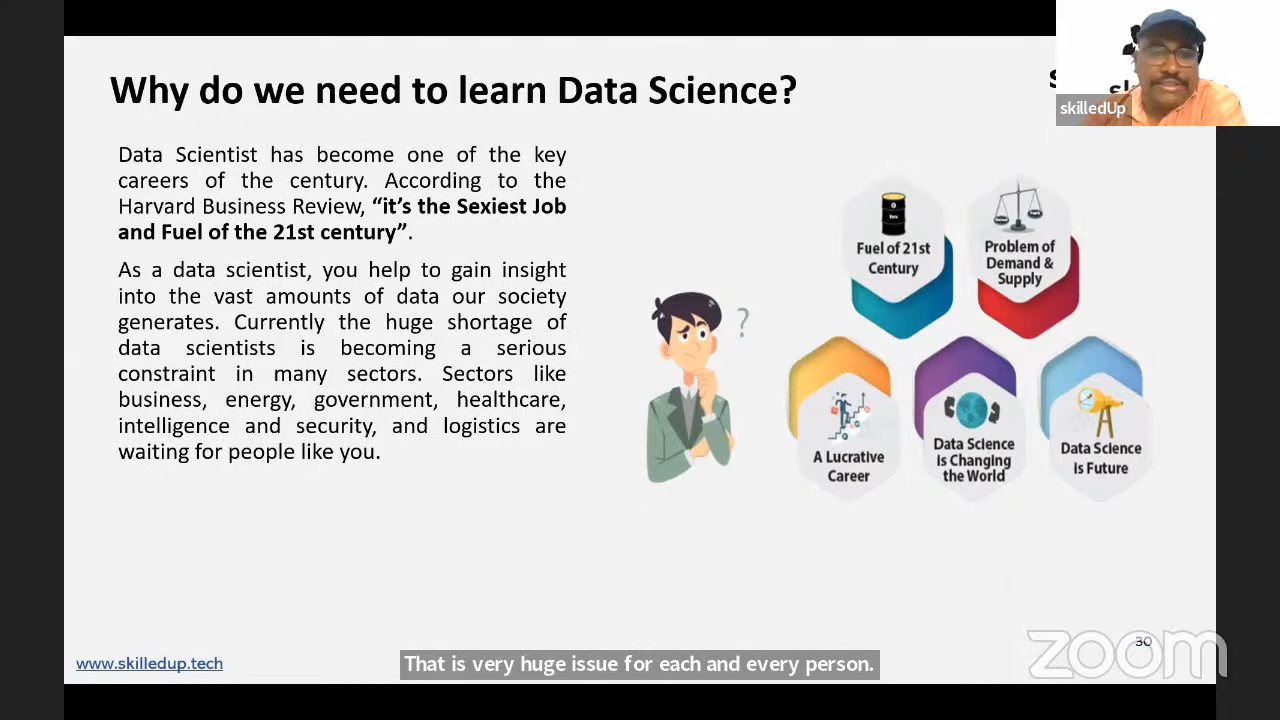 Why do we need to learn Data Science?
skilledUp
Data Scientist has become one of the key
careers of the century. According to the
Harvard Business Review, “it’s the Sexiest Job
and Fuel of the 21st century”.
As a data scientist, you help to gain insight
into the vast amounts of data our society
generates. Currently the huge shortage of
data scientists is becoming a serious
constraint in many sectors. Sectors like
business, energy, government, healthcare,
intelligence and security, and logistics are
waiting for people like you.
?
Fuel of 21st
Century
Problem of
Demand &
Supply
A Lucrative
Career
Data Science
is Changing
the World
Data Science
is Future
www.skilledup.tech
That is very huge issue for each and every person.
30
zoom